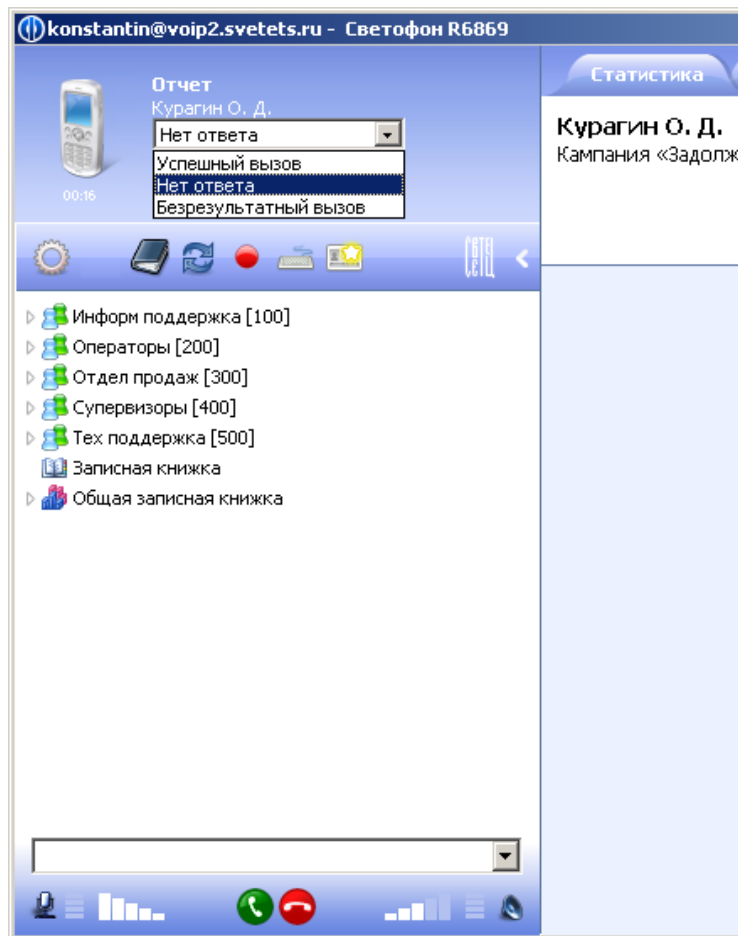 konstantin@voip2.svetets.ru - Светофон R6869
Отчет
Курагин О. Д.
Нет ответа
Успешный вызов
Нет ответа
Безрезультатный вызов
00:16
СВЕТЕЦ
Информ поддержка [100]
Операторы [200]
Отдел продаж [300]
Супервизоры [400]
Тех поддержка [500]
Записная книжка
Общая записная книжка
Статистика
Курагин О. Д.
Кампания «Задолж